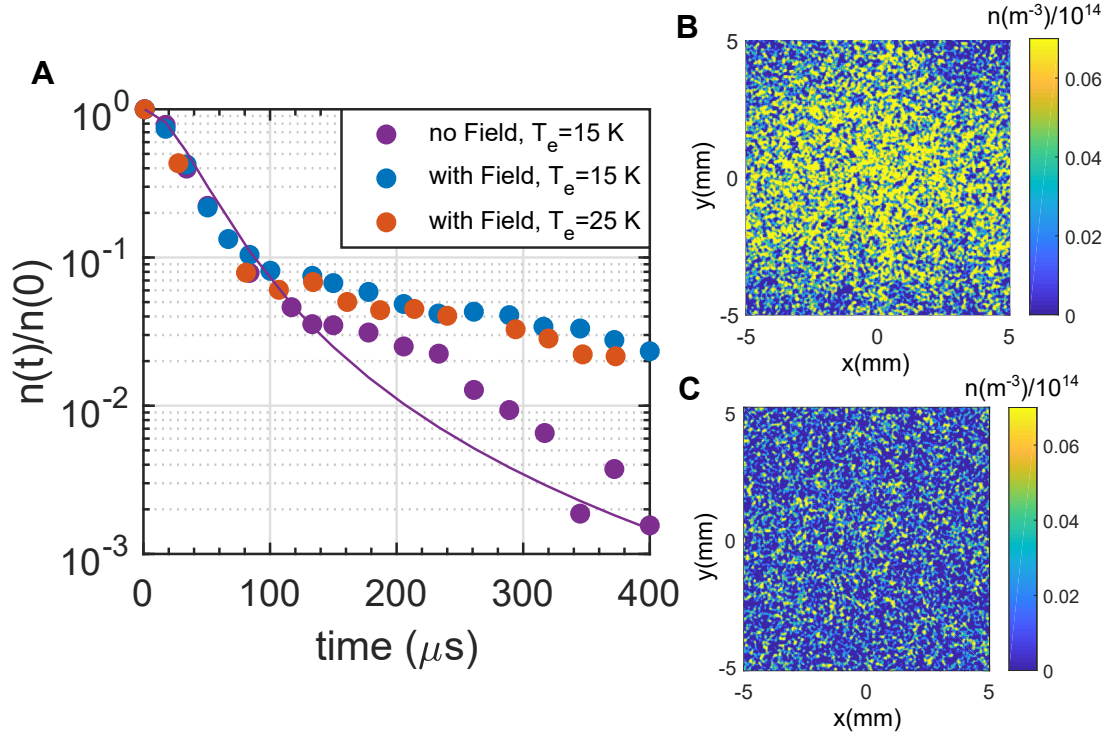 A
n(t)/n(0)
10^0
10^-1
10^-2
10^-3
0
100
200
300
400
time (μs)
no Field, T_e=15 K
with Field, T_e=15 K
with Field, T_e=25 K
B
n(m^-3)/10^14
5
0
-5
y(mm)
-5
0
5
x(mm)
0.06
0.04
0.02
0
C
n(m^-3)/10^14
5
0
-5
y(mm)
-5
0
5
x(mm)
0.06
0.04
0.02
0